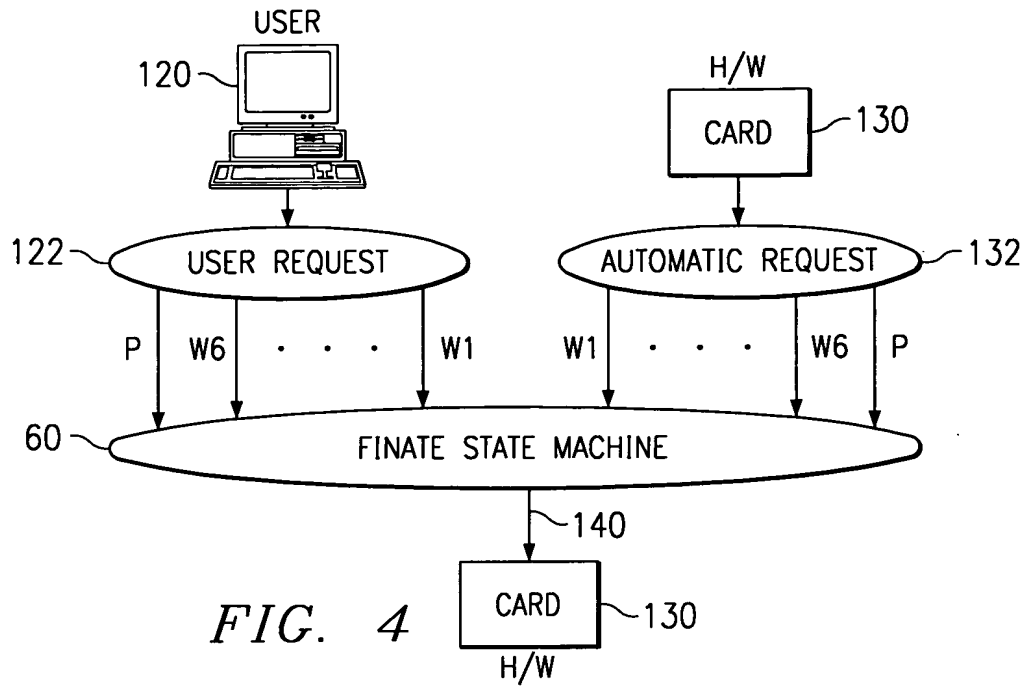 USER
120
H/W
CARD
130
122
USER REQUEST
AUTOMATIC REQUEST
132
P W6 . . . W1 W1 . . . W6 P
60
FINATE STATE MACHINE
140
CARD
130
H/W
FIG. 4